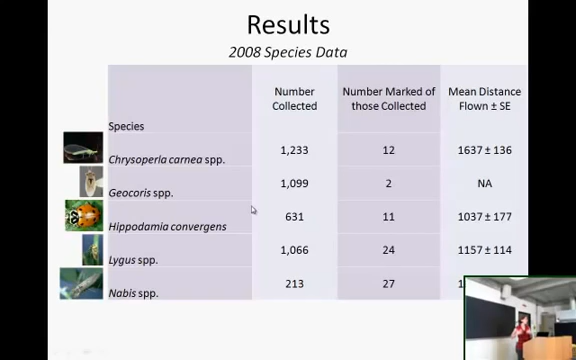 Results
2008 Species Data
Species
Number Collected
Number Marked of those Collected
Mean Distance Flown ± SE
Chrysoperla carnea spp. 1,233 12 1637 ± 136
Geocoris spp. 1,099 2 NA
Hippodamia convergens 631 11 1037 ± 177
Lygus spp. 1,066 24 1157 ± 114
Nabis spp. 213 27